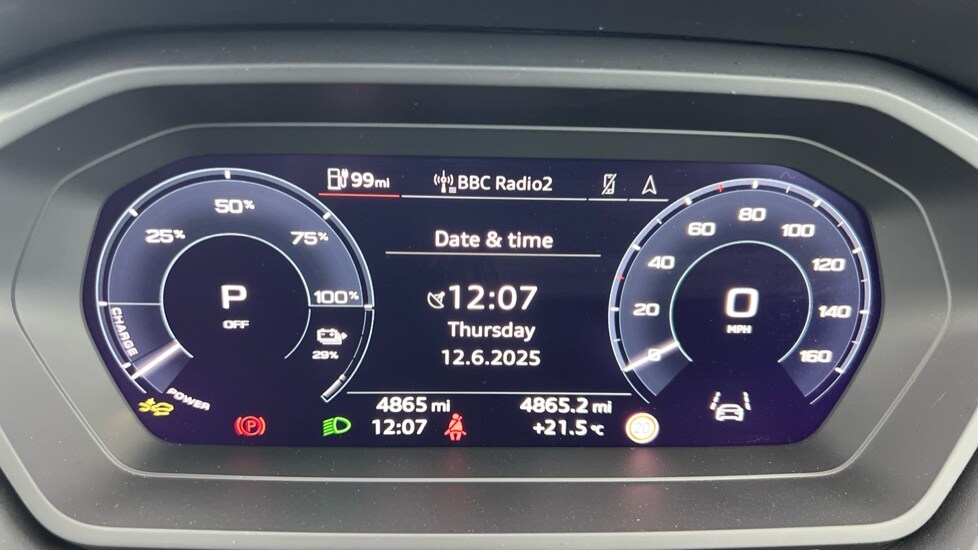 99mi
BBC Radio2
50%
25%
75%
100%
CHARGE
P
OFF
29%
POWER
Date & time
12:07
Thursday
12.6.2025
80
60
100
40
120
20
140
0
160
0
MPH
4865 mi
4865.2 mi
P
12:07
+21.5 °C
20